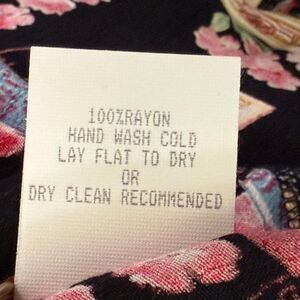 100%RAYON
HAND WASH COLD
LAY FLAT TO DRY
OR
DRY CLEAN RECOMMENDED